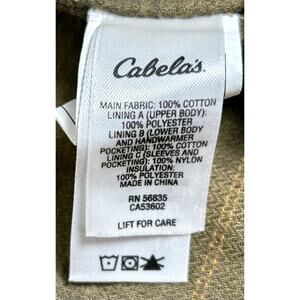 Cabela's.
MAIN FABRIC: 100% COTTON
LINING A (UPPER BODY):
100% POLYESTER
LINING B (LOWER BODY
AND HANDWARMER
POCKETING): 100% COTTON
LINING C (SLEEVES AND
POCKETING): 100% NYLON
INSULATION:
100% POLYESTER
MADE IN CHINA
RN 56835
CA53602
LIFT FOR CARE